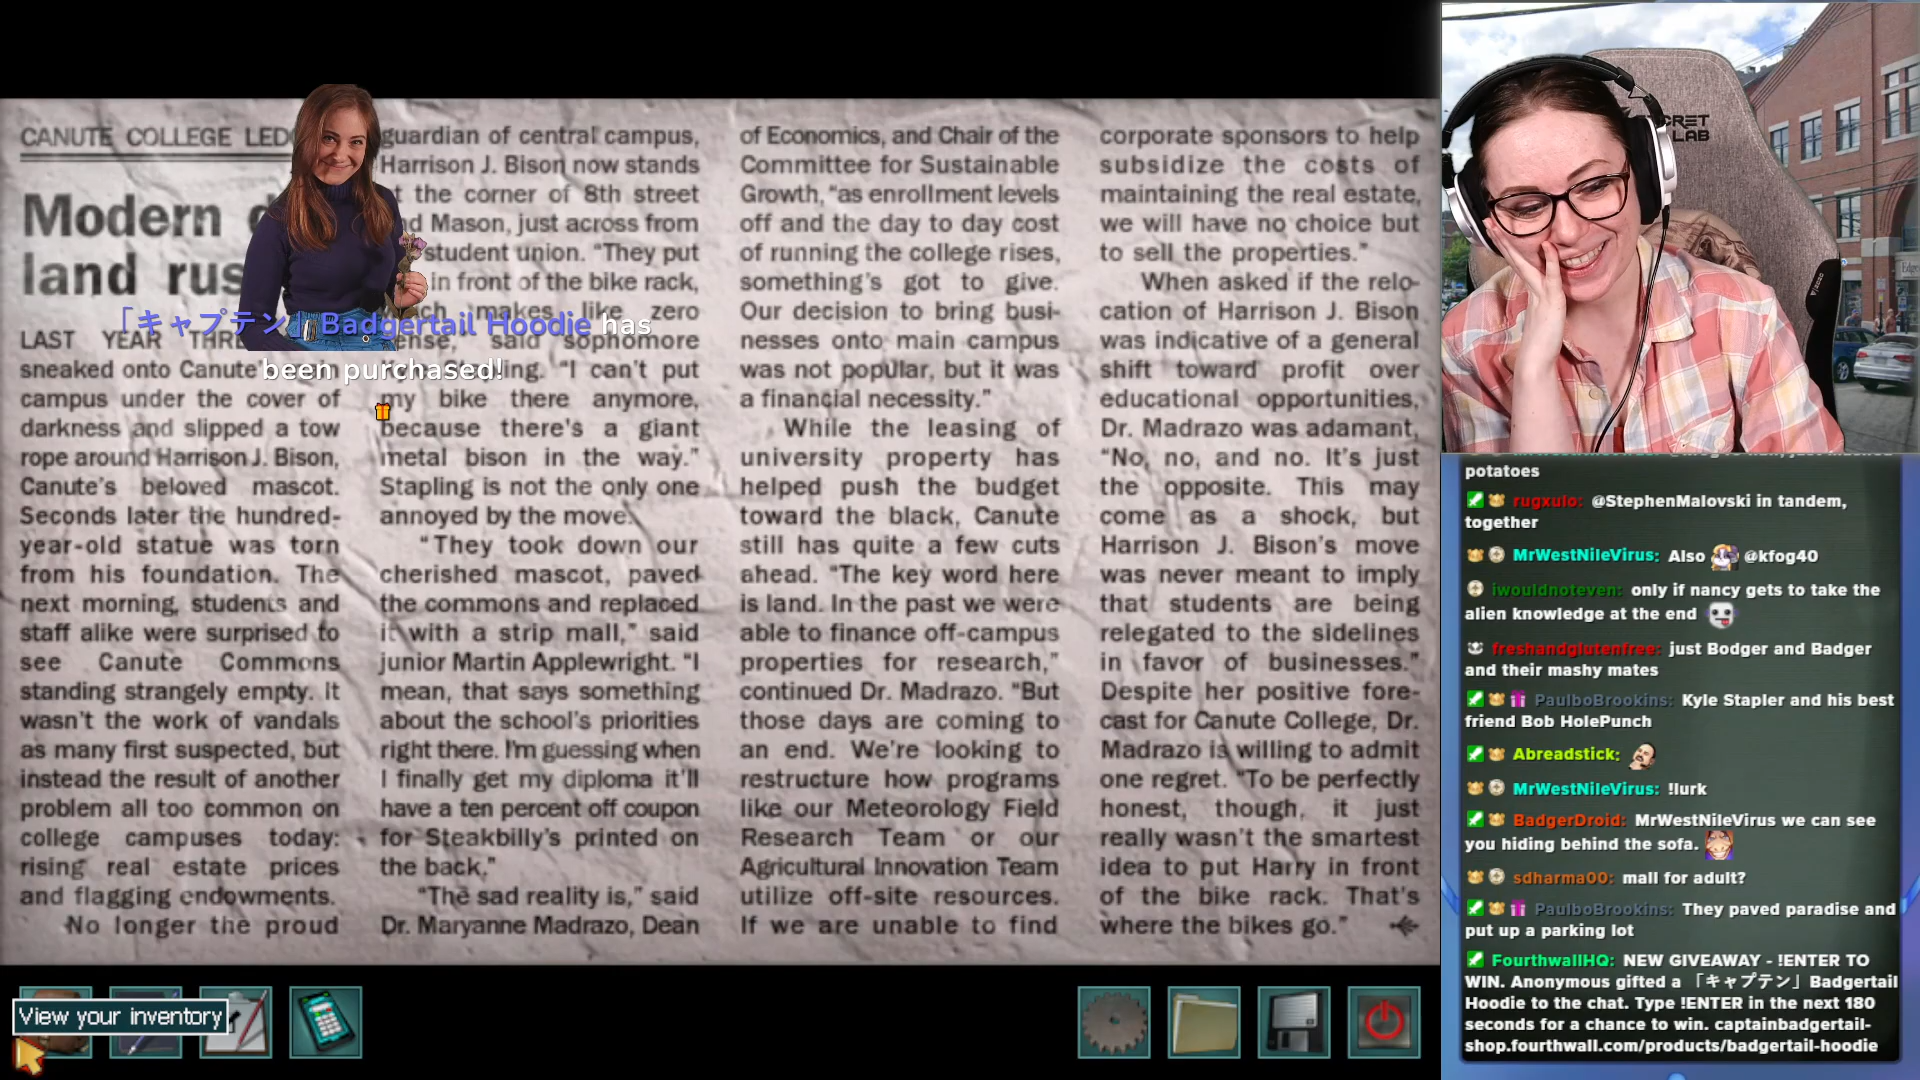 CANUTE COLLEGE
Modern
land
LAST YEAR
sneaked onto Canute
campus under the cover of
darkness and slipped a tow
rope around Harrison J. Bison,
Canute's beloved mascot.
Seconds later the hundred-
year-old statue was torn
from his foundation. The
next morning, students and
staff alike were surprised to
see Canute Commons
standing strangely empty. It
wasn't the work of vandals
as many first suspected, but
instead the result of another
problem all too common on
college campuses today:
rising real estate prices
and flagging endowments.
No longer the proud
guardian of central campus,
Harrison J. Bison now stands
the corner of 8th street
Mason, just across from
student union. “They put
in front of the bike rack,
makes like zero
said sophomore
“I can't put
my bike there anymore,
because there's a giant
metal bison in the way.”
Stapling is not the only one
annoyed by the move.
“They took down our
cherished mascot, paved
the commons and replaced
it with a strip mall,” said
junior Martin Applewright. “I
mean, that says something
about the school's priorities
right there. I'm guessing when
I finally get my diploma it'll
have a ten percent off coupon
for Steakbilly's printed on
the back.”
“The sad reality is,” said
Dr. Maryanne Madrazo, Dean
of Economics, and Chair of the
Committee for Sustainable
Growth, “as enrollment levels
off and the day to day cost
of running the college rises,
something's got to give.
Our decision to bring busi-
nesses onto main campus
was not popular, but it was
a financial necessity.”
While the leasing of
university property has
helped push the budget
toward the black, Canute
still has quite a few cuts
ahead. “The key word here
is land. In the past we were
able to finance off-campus
properties for research,”
continued Dr. Madrazo. “But
those days are coming to
an end. We're looking to
restructure how programs
like our Meteorology Field
Research Team or our
Agricultural Innovation Team
utilize off-site resources.
If we are unable to find
corporate sponsors to help
subsidize the costs of
maintaining the real estate,
we will have no choice but
to sell the properties.”
When asked if the relo-
cation of Harrison J. Bison
was indicative of a general
shift toward profit over
educational opportunities,
Dr. Madrazo was adamant,
“No, no, and no. It's just
the opposite. This may
come as a shock, but
Harrison J. Bison's move
was never meant to imply
that students are being
relegated to the sidelines
in favor of businesses.”
Despite her positive fore-
cast for Canute College, Dr.
Madrazo is willing to admit
one regret. “To be perfectly
honest, though, it just
really wasn't the smartest
idea to put Harry in front
of the bike rack. That's
where the bikes go.”
「キャプテン」 Badgertail Hoodie has
been purchased!
View your inventory
SECRET
LAB
potatoes
rugxulo: @StephenMalovski in tandem,
together
MrWestNileVirus: Also @kfog40
iwouldnoteven: only if nancy gets to take the
alien knowledge at the end
freshandglutenfree: just Bodger and Badger
and their mashy mates
PaulboBrookins: Kyle Stapler and his best
friend Bob HolePunch
Abreadstick:
MrWestNileVirus: !lurk
BadgerDroid: MrWestNileVirus we can see
you hiding behind the sofa.
sdharma00: mall for adult?
PaulboBrookins: They paved paradise and
put up a parking lot
FourthwallHQ: NEW GIVEAWAY - !ENTER TO
WIN. Anonymous gifted a 「キャプテン」Badgertail
Hoodie to the chat. Type !ENTER in the next 180
seconds for a chance to win. captainbadgertail-
shop.fourthwall.com/products/badgertail-hoodie